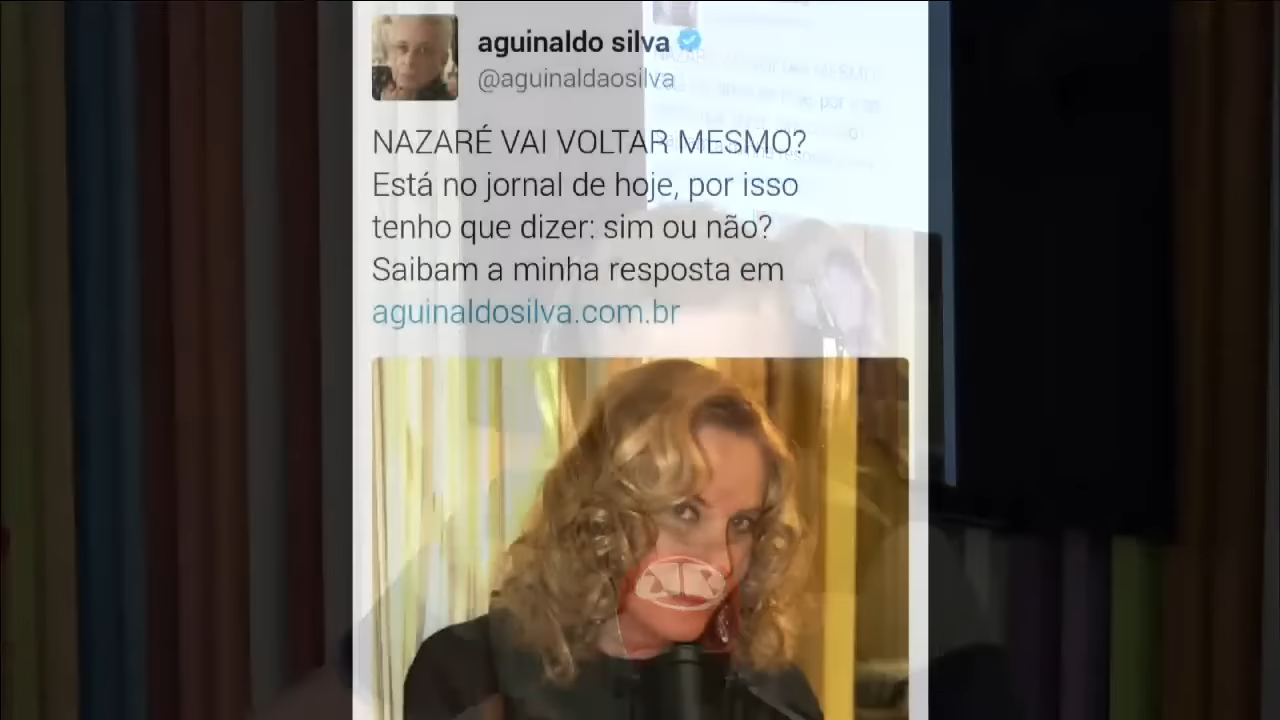 aguinaldo silva
@aguinaldaosilva
NAZARÉ VAI VOLTAR MESMO?
Está no jornal de hoje, por isso
tenho que dizer: sim ou não?
Saibam a minha resposta em
aguinaldosilva.com.br